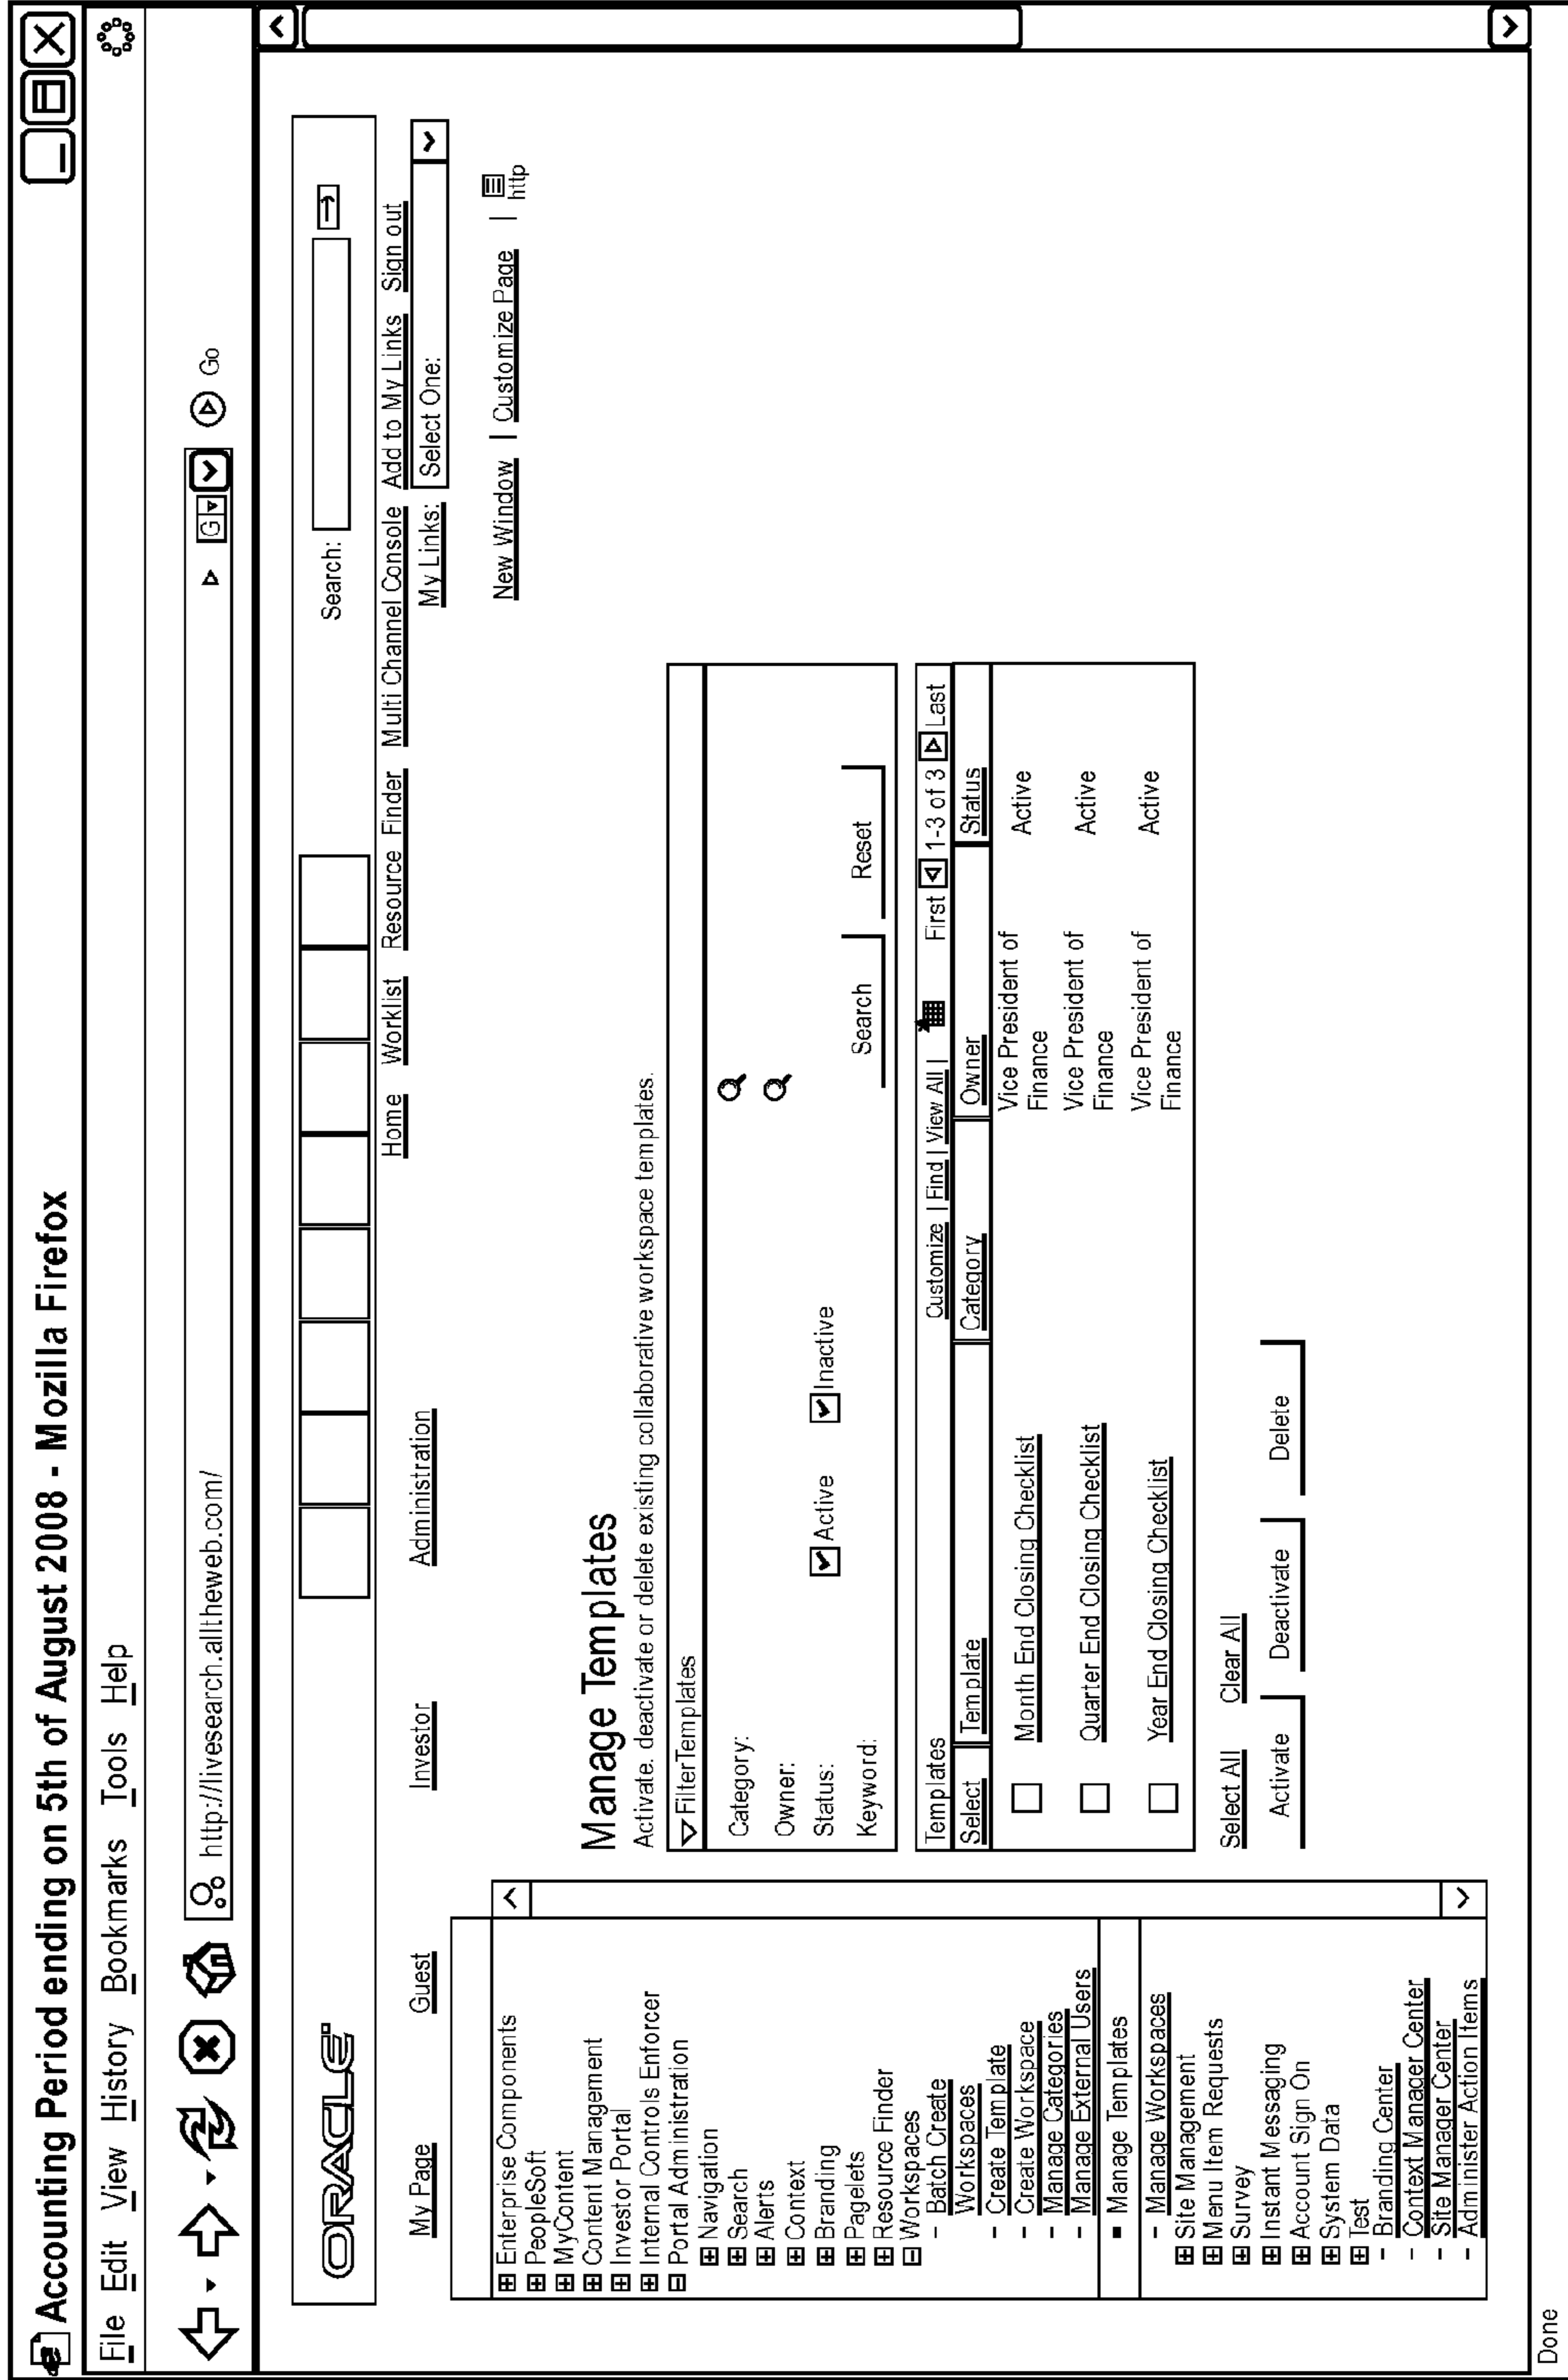 Accounting Period ending on 5th of August 2008 - Mozilla Firefox
File Edit View History Bookmarks Tools Help
http://livesearch.alltheweb.com/ G Go
ORACLE Search:
Home Worklist Resource Finder Multi Channel Console Add to My Links Sign out
My Page Guest Investor Administration My Links: Select One:
New Window | Customize Page | http
Enterprise Components
PeopleSoft
MyContent
Content Management
Investor Portal
Internal Controls Enforcer
Portal Administration
Navigation
Search
Alerts
Context
Branding
Pagelets
Resource Finder
Workspaces
- Batch Create
Workspaces
- Create Template
- Create Workspace
- Manage Categories
- Manage External Users
▪ Manage Templates
- Manage Workspaces
Site Management
Menu Item Requests
Survey
Instant Messaging
Account Sign On
System Data
Test
- Branding Center
- Context Manager Center
- Site Manager Center
- Administer Action Items
Manage Templates
Activate. deactivate or delete existing collaborative workspace templates.
FilterTemplates
Category:
Owner:
Status: Active Inactive
Keyword: Search Reset
Templates Customize | Find | View All | First 1-3 of 3 Last
Select Template Category Owner Status
Month End Closing Checklist Vice President of Finance Active
Quarter End Closing Checklist Vice President of Finance Active
Year End Closing Checklist Vice President of Finance Active
Select All Clear All
Activate Deactivate Delete
Done